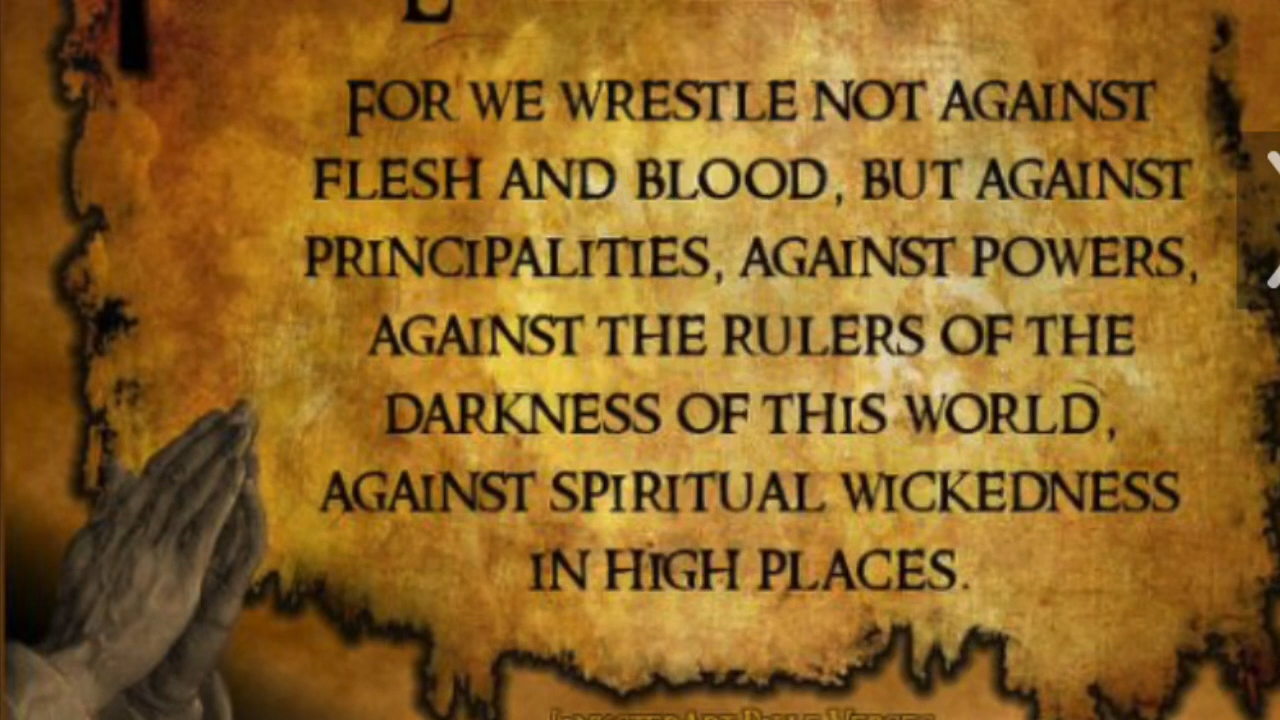 FOR WE WRESTLE NOT AGAINST
FLESH AND BLOOD, BUT AGAINST
PRINCIPALITIES, AGAINST POWERS,
AGAINST THE RULERS OF THE
DARKNESS OF THIS WORLD,
AGAINST SPIRITUAL WICKEDNESS
IN HIGH PLACES.